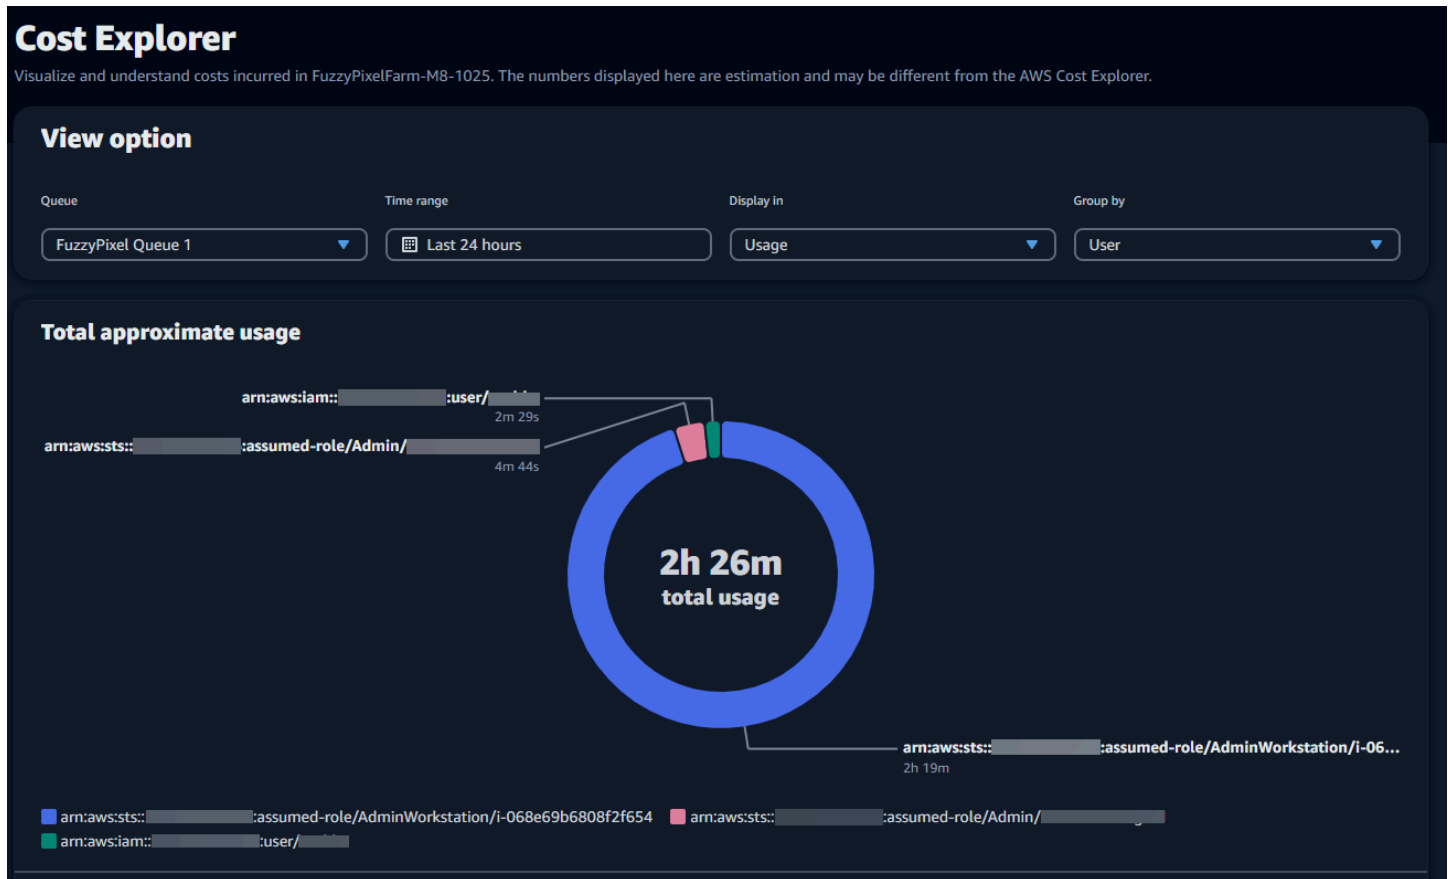 Cost Explorer
Visualize and understand costs incurred in FuzzyPixelFarm-M8-1025. The numbers displayed here are estimation and may be different from the AWS Cost Explorer.
View option
Queue Time range Display in Group by
FuzzyPixel Queue 1 Last 24 hours Usage User
Total approximate usage
arn:aws:iam:: :user/
2m 29s
arn:aws:sts:: :assumed-role/Admin/
4m 44s
2h 26m
total usage
arn:aws:sts:: :assumed-role/AdminWorkstation/i-06...
2h 19m
arn:aws:sts:: :assumed-role/AdminWorkstation/i-068e69b6808f2f654 arn:aws:sts:: :assumed-role/Admin/
arn:aws:iam:: :user/